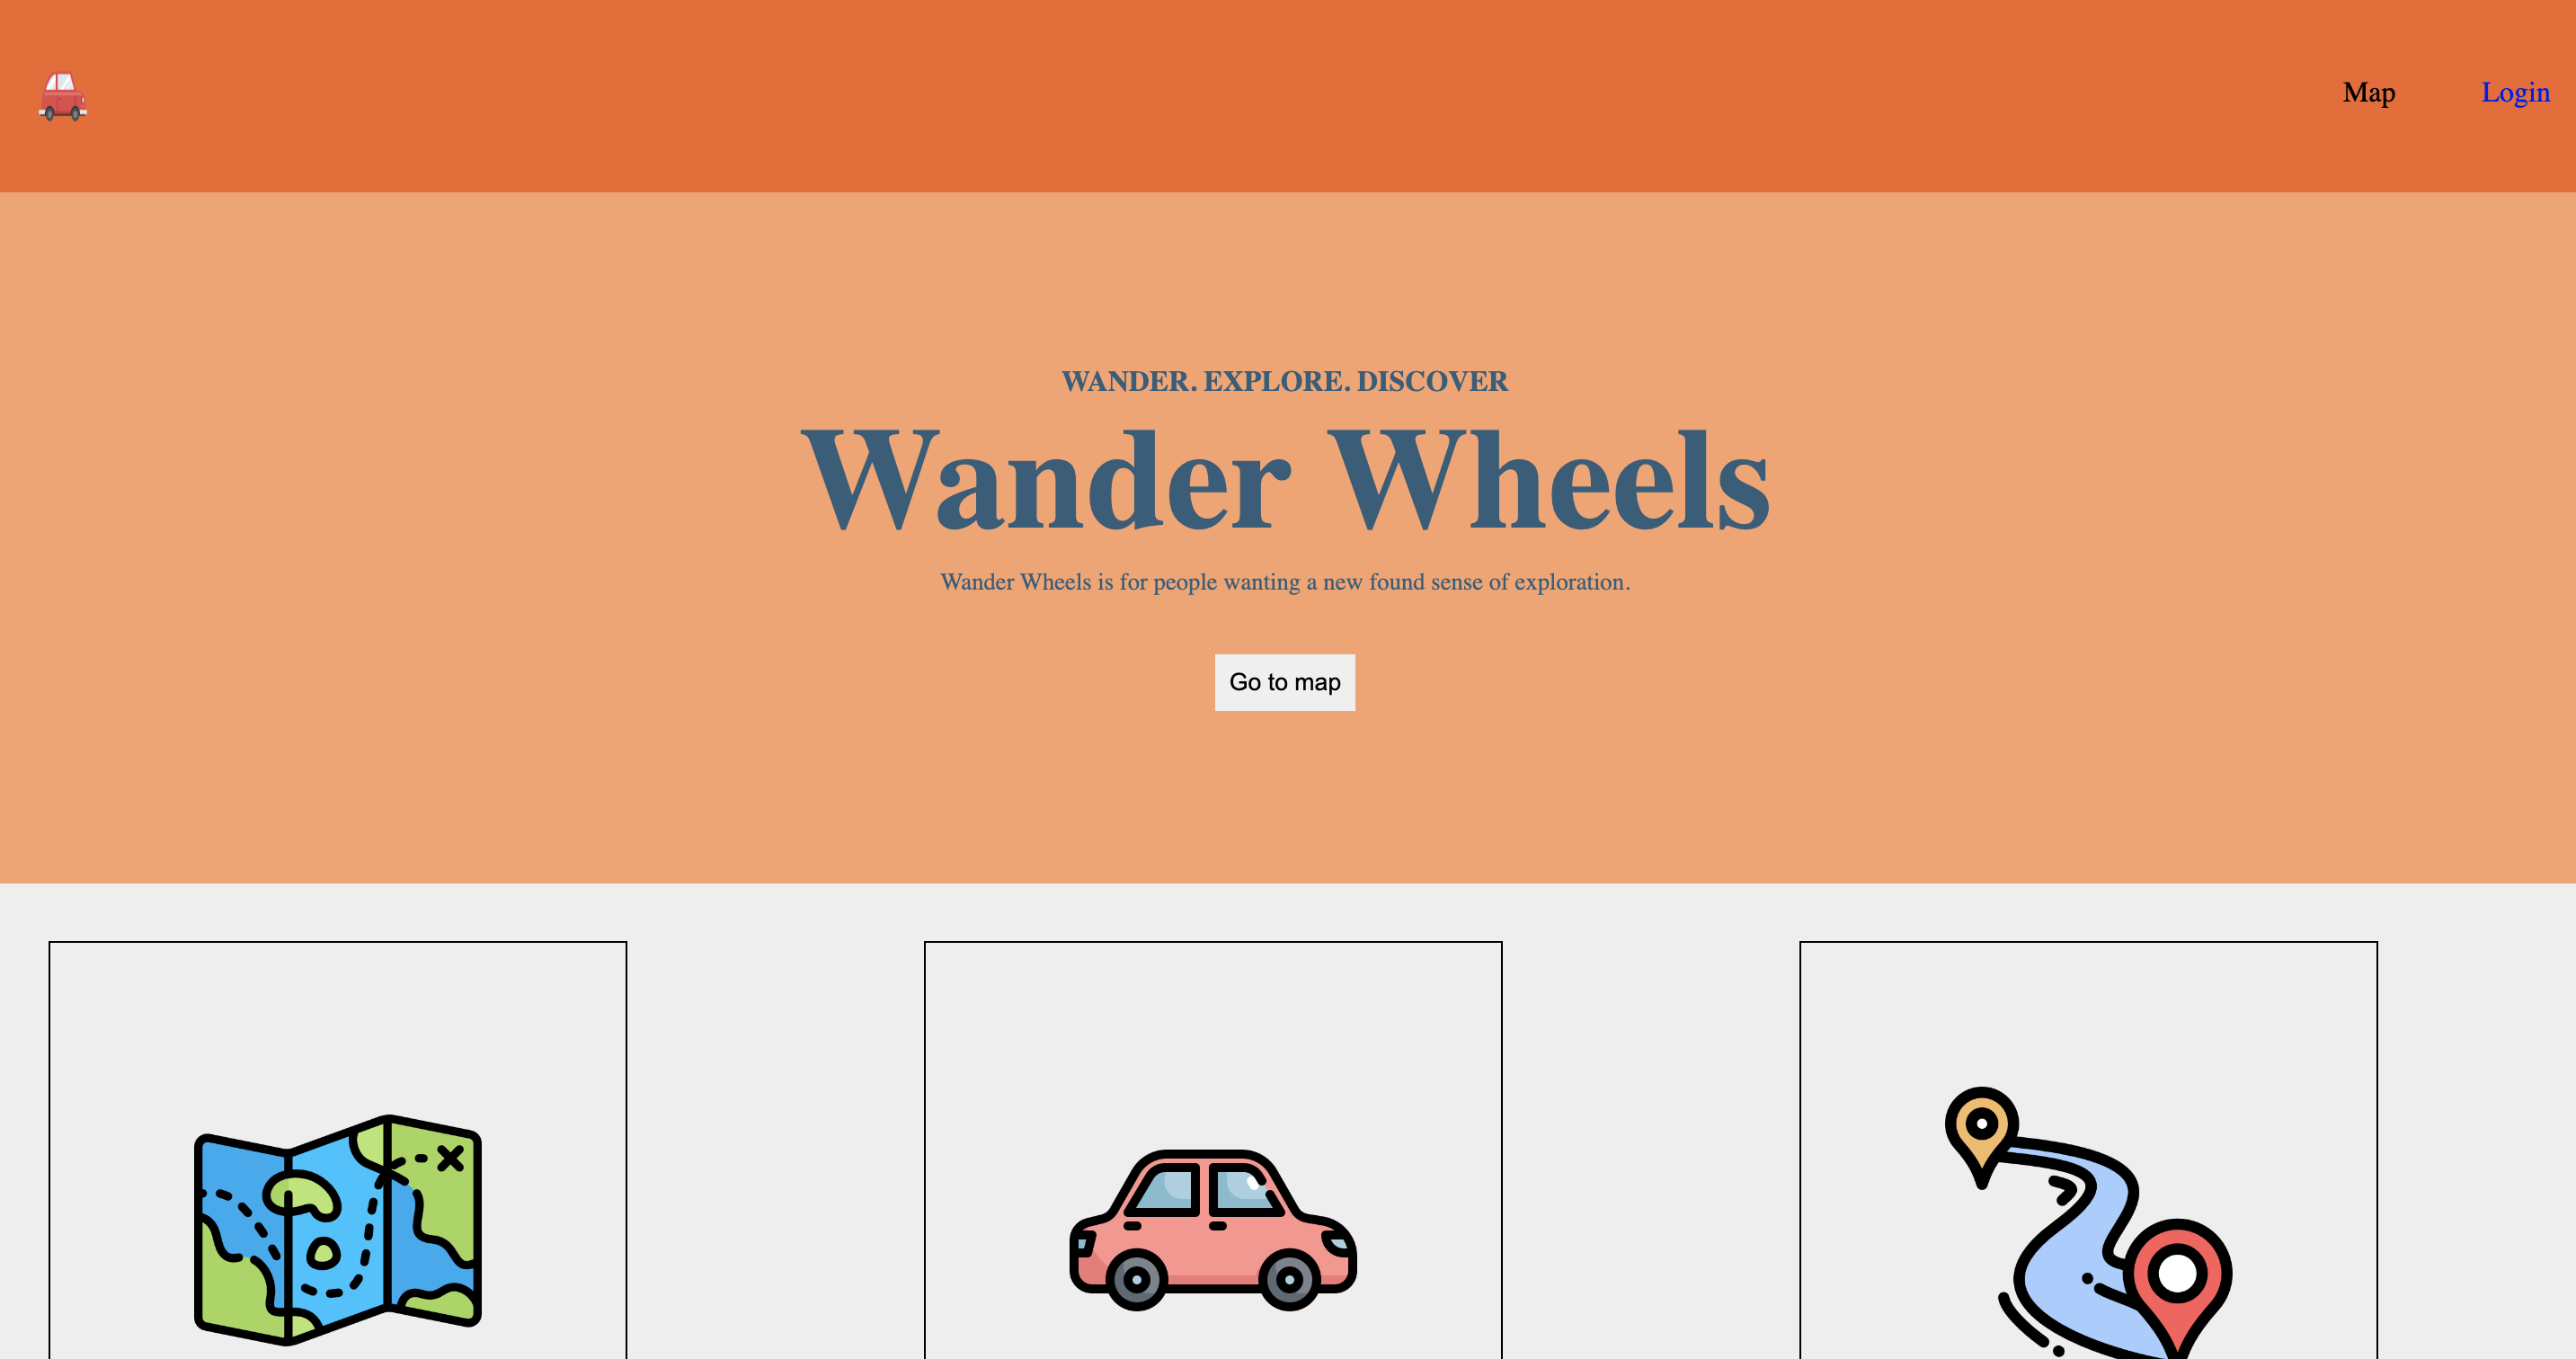 Map Login
WANDER. EXPLORE. DISCOVER
Wander Wheels
Wander Wheels is for people wanting a new found sense of exploration.
Go to map